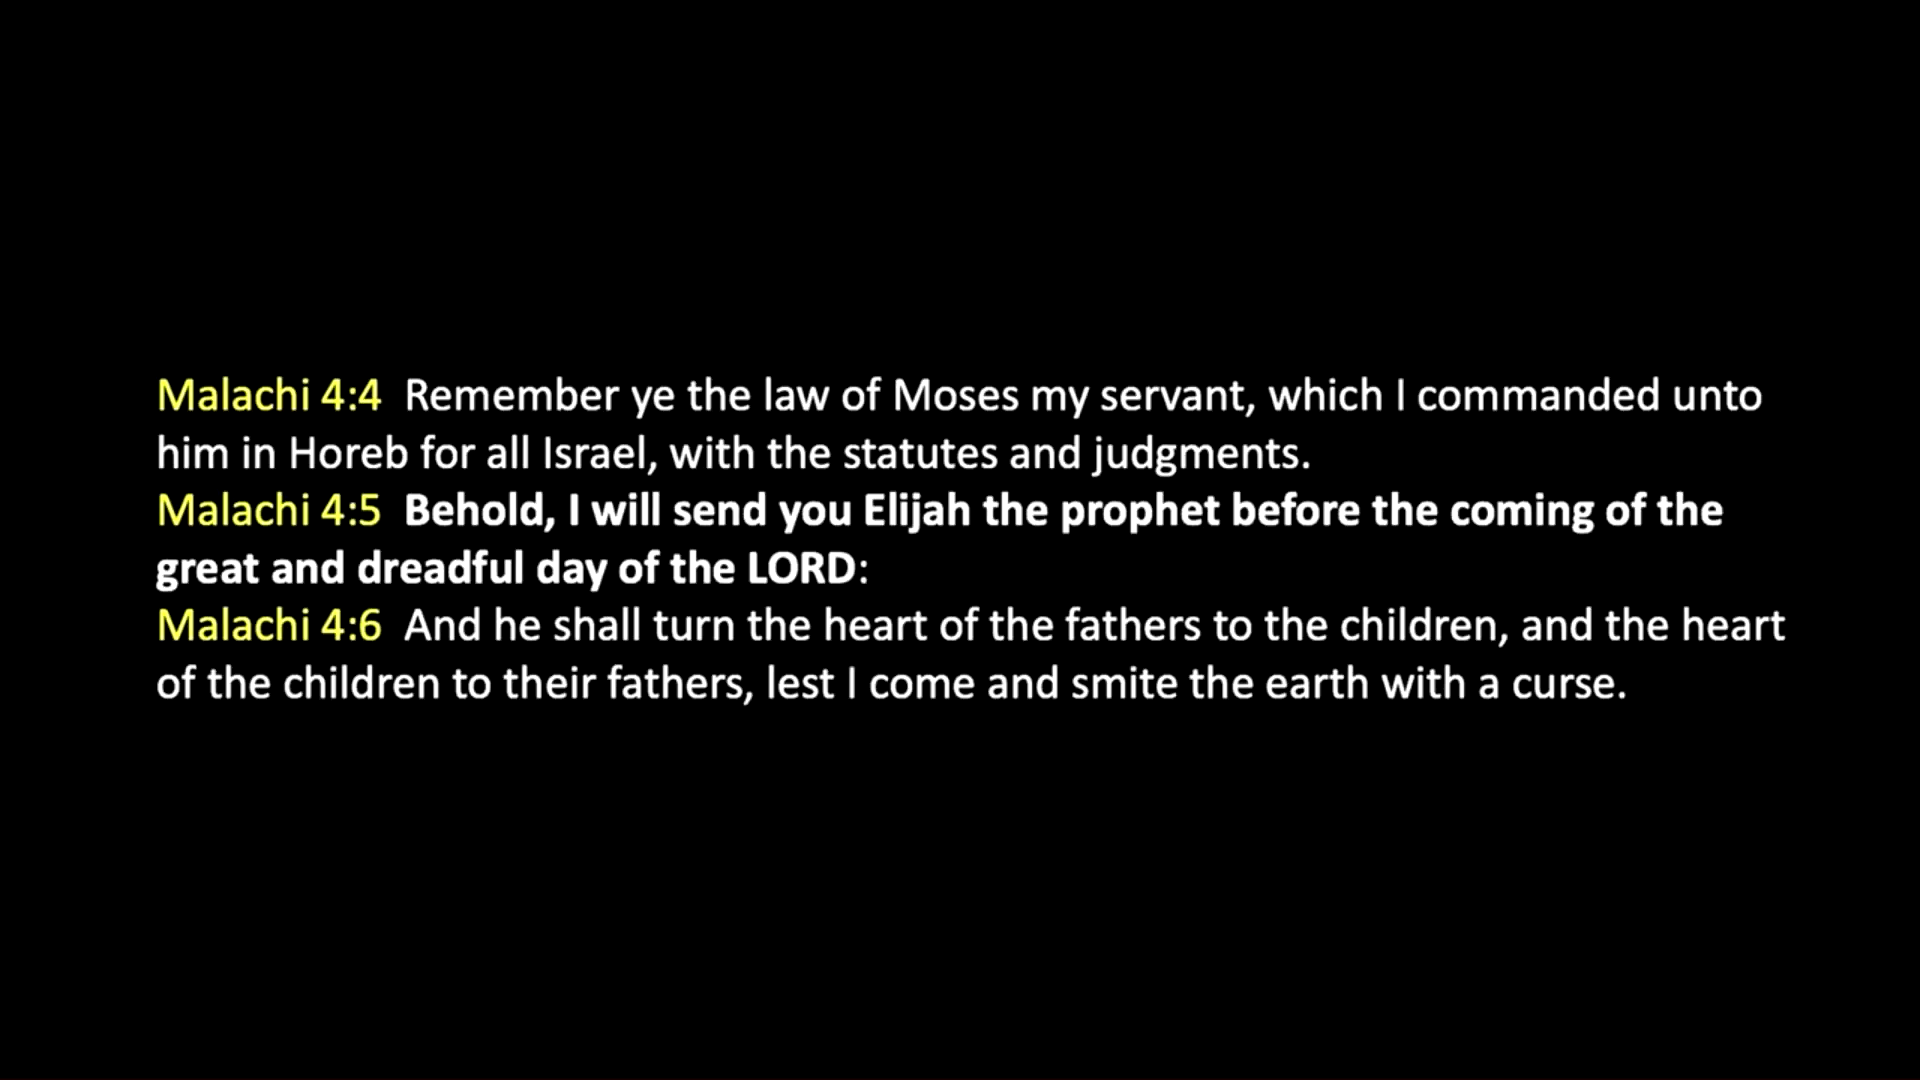 Malachi 4:4  Remember ye the law of Moses my servant, which I commanded unto
him in Horeb for all Israel, with the statutes and judgments.
Malachi 4:5  Behold, I will send you Elijah the prophet before the coming of the
great and dreadful day of the LORD:
Malachi 4:6  And he shall turn the heart of the fathers to the children, and the heart
of the children to their fathers, lest I come and smite the earth with a curse.